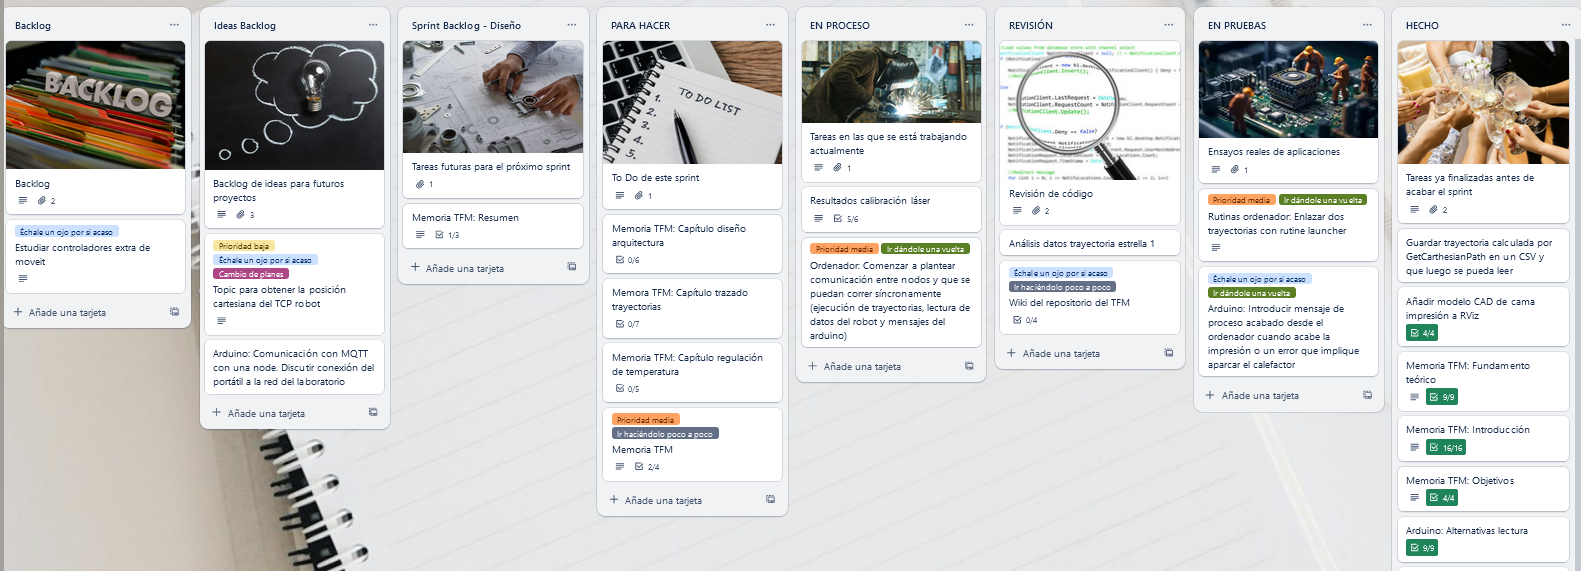 Backlog
BACKLOG
Backlog
2
Échale un ojo por si acaso
Estudiar controladores extra de
moveit
Añade una tarjeta
Ideas Backlog
Backlog de ideas para futuros
proyectos
3
Prioridad baja
Échale un ojo por si acaso
Cambio de planes
Topic para obtener la posición
cartesiana del TCP robot
Arduino: Comunicación con MQTT
con una node. Discutir conexión del
portátil a la red del laboratorio
Añade una tarjeta
Sprint Backlog - Diseño
Tareas futuras para el próximo sprint
1
Memoria TFM: Resumen
1/3
Añade una tarjeta
PARA HACER
TO DO LIST
1.
2.
3.
4.
5.
To Do de este sprint
1
Memoria TFM: Capítulo diseño
arquitectura
0/6
Memora TFM: Capítulo trazado
trayectorias
0/7
Memoria TFM: Capítulo regulación
de temperatura
0/5
Prioridad media
Ir haciéndolo poco a poco
Memoria TFM
2/4
Añade una tarjeta
EN PROCESO
Tareas en las que se está trabajando
actualmente
1
Resultados calibración láser
5/6
Prioridad media
Ir dándole una vuelta
Ordenador: Comenzar a plantear
comunicación entre nodos y que se
puedan correr síncronamente
(ejecución de trayectorias, lectura de
datos del robot y mensajes del
arduino)
Añade una tarjeta
REVISIÓN
Client.Insert();
NotificationClient.LastRequest =
NotificationClient.RequestCount =
NotificationClient.Update();
Client.Deny == false)
Revisión de código
2
Análisis datos trayectoria estrella 1
Échale un ojo por si acaso
Ir haciéndolo poco a poco
Wiki del repositorio del TFM
0/4
Añade una tarjeta
EN PRUEBAS
Ensayos reales de aplicaciones
1
Prioridad media
Ir dándole una vuelta
Rutinas ordenador: Enlazar dos
trayectorias con rutine launcher
Échale un ojo por si acaso
Ir dándole una vuelta
Arduino: Introducir mensaje de
proceso acabado desde el
ordenador cuando acabe la
impresión o un error que implique
aparcar el calefactor
Añade una tarjeta
HECHO
Tareas ya finalizadas antes de
acabar el sprint
2
Guardar trayectoria calculada por
GetCarthesianPath en un CSV y
que luego se pueda leer
Añadir modelo CAD de cama
impresión a RViz
4/4
Memoria TFM: Fundamento
teórico
9/9
Memoria TFM: Introducción
16/16
Memoria TFM: Objetivos
4/4
Arduino: Alternativas lectura
9/9